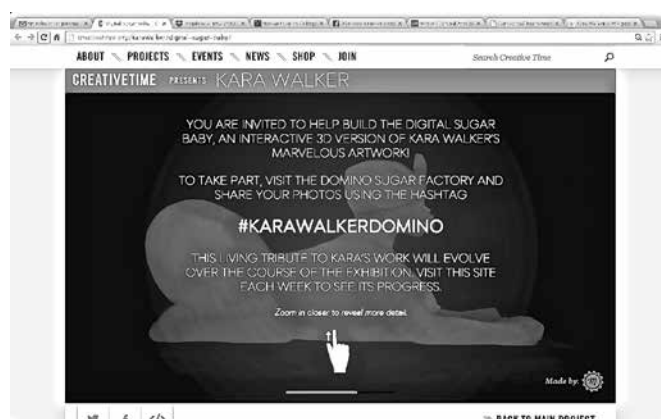 ABOUT PROJECTS EVENTS NEWS SHOP JOIN Search Creative Time
CREATIVETIME PRESENTS KARA WALKER
YOU ARE INVITED TO HELP BUILD THE DIGITAL SUGAR
BABY, AN INTERACTIVE 3D VERSION OF KARA WALKER'S
MARVELOUS ARTWORK!
TO TAKE PART, VISIT THE DOMINO SUGAR FACTORY AND
SHARE YOUR PHOTOS USING THE HASHTAG
#KARAWALKERDOMINO
THIS LIVING TRIBUTE TO KARA'S WORK WILL EVOLVE
OVER THE COURSE OF THE EXHIBITION. VISIT THIS SITE
EACH WEEK TO SEE ITS PROGRESS.
Zoom in closer to reveal more detail.
Made by:
BACK TO MAIN PROJECT